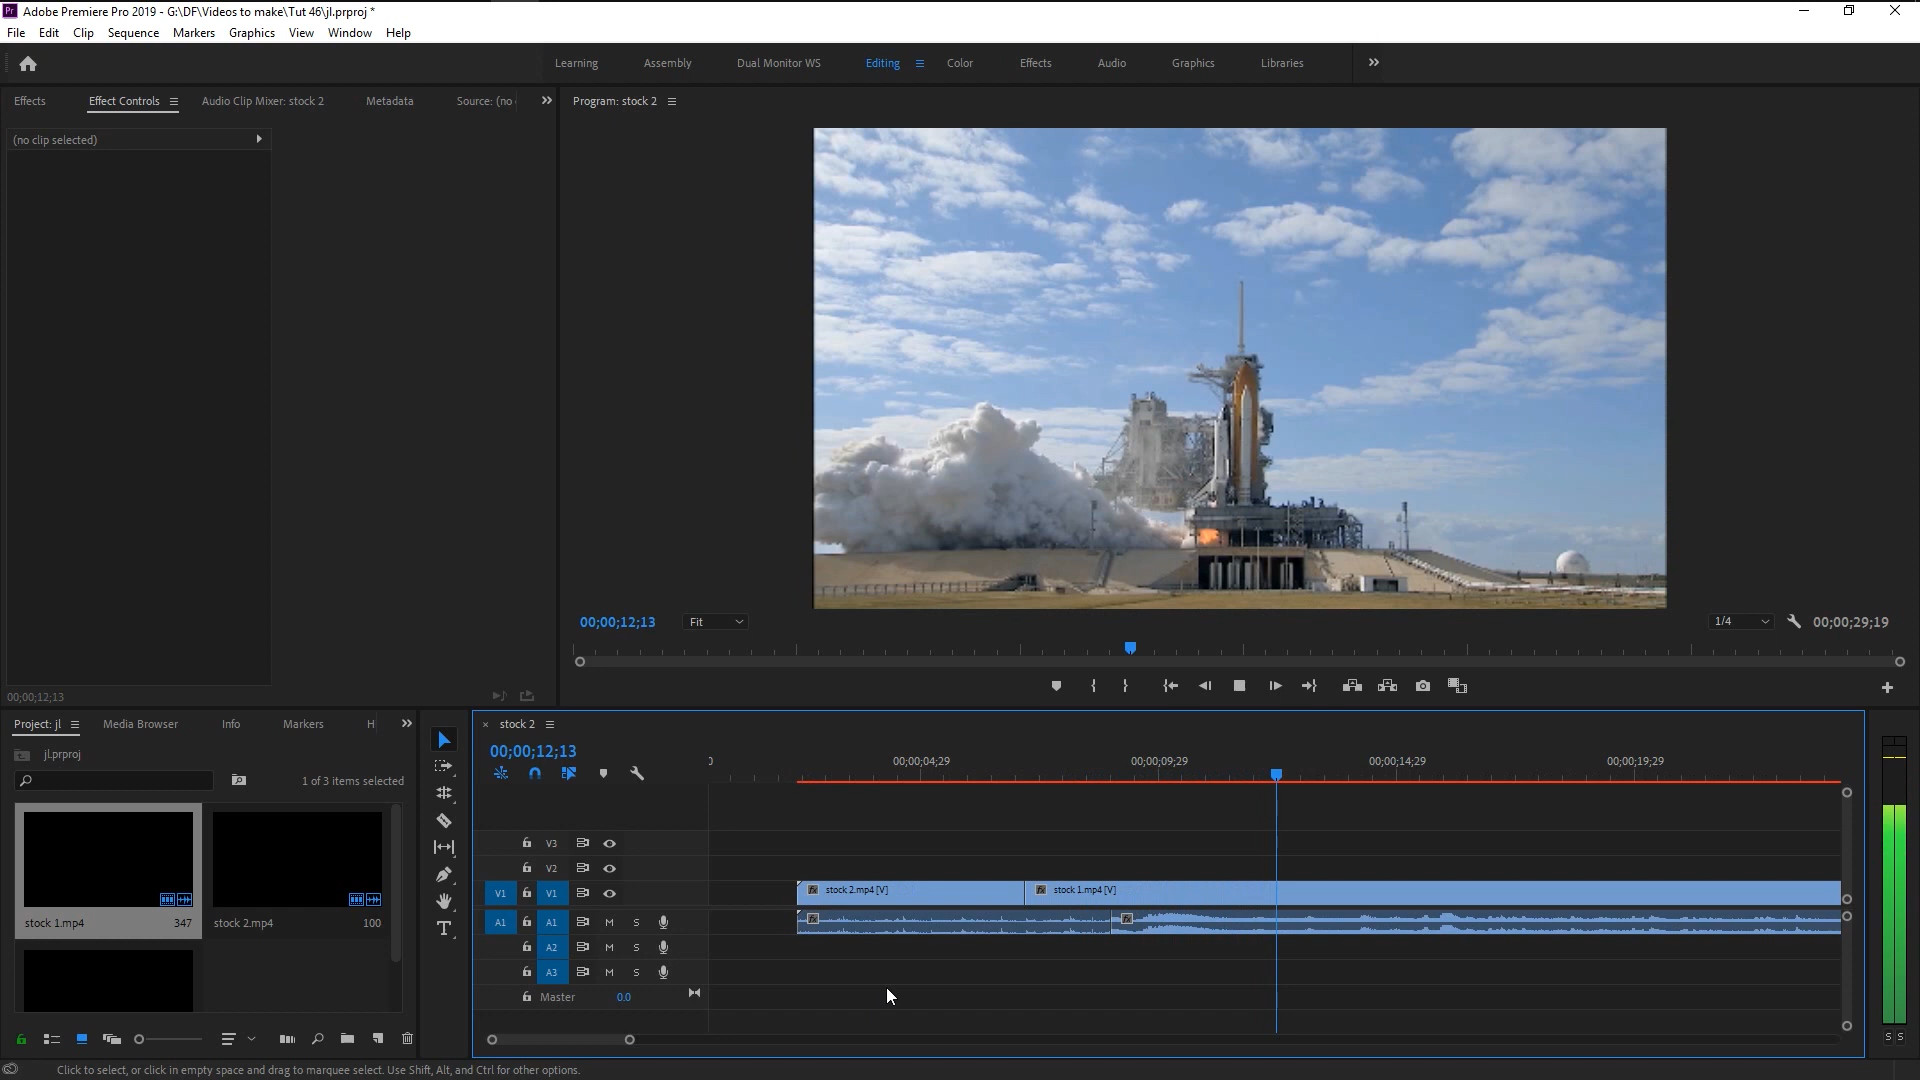 Pr Adobe Premiere Pro 2019 - G:\DF\Videos to make\Tut 46\jl.prproj *
File Edit Clip Sequence Markers Graphics View Window Help
Learning Assembly Dual Monitor WS Editing Color Effects Audio Graphics Libraries
Effects Effect Controls Audio Clip Mixer: stock 2 Metadata Source: (no
Program: stock 2
(no clip selected)
00;00;12;13 Fit 1/4 00;00;29;19
00;00;12;13
Project: jl Media Browser Info Markers H
jl.prproj
1 of 3 items selected
stock 1.mp4 347
stock 2.mp4 100
× stock 2
00;00;12;13
0 00;00;04;29 00;00;09;29 00;00;14;29 00;00;19;29
V3
V2
V1 V1 fx stock 2.mp4 [V] fx stock 1.mp4 [V]
A1 A1 M S fx fx
A2 M S
A3 M S
Master 0.0
S S
Click to select, or click in empty space and drag to marquee select. Use Shift, Alt, and Ctrl for other options.